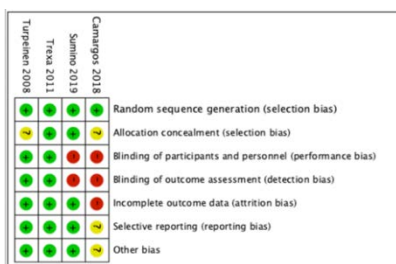 Turpeinen 2008
Trexa 2011
Sumino 2019
Camargos 2018
+ + + + Random sequence generation (selection bias)
? + + ? Allocation concealment (selection bias)
+ + - - Blinding of participants and personnel (performance bias)
+ + - - Blinding of outcome assessment (detection bias)
+ + + - Incomplete outcome data (attrition bias)
+ + + ? Selective reporting (reporting bias)
+ + + ? Other bias